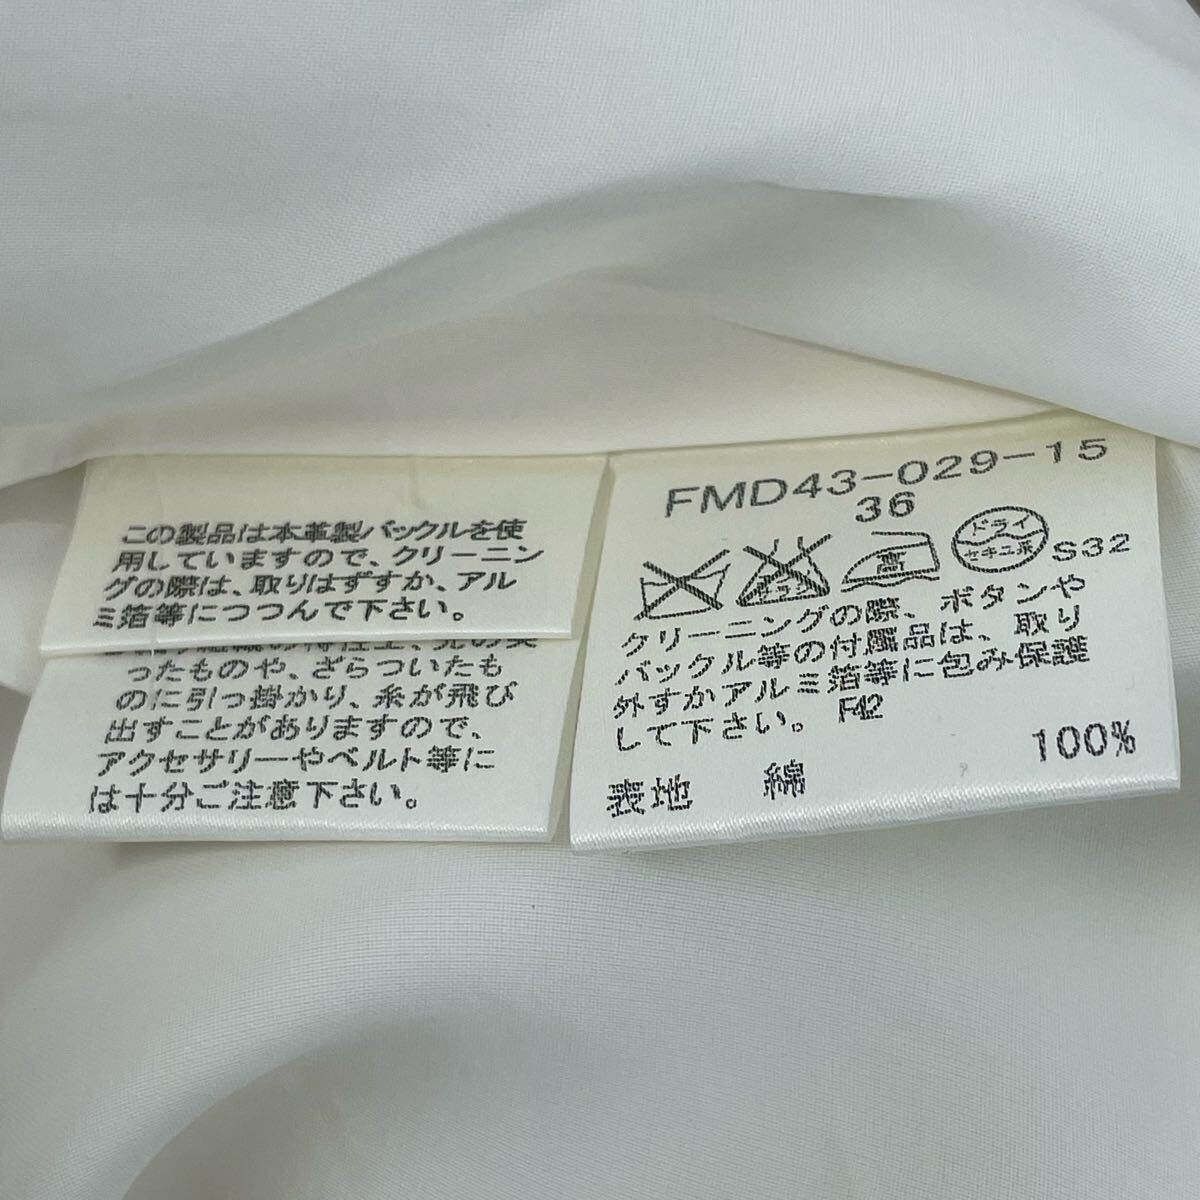 この製品は本革製バックルを使
用していますので、クリーニン
グの際は、取りはずすか、アル
ミ箔等につつんで下さい。
ったものや、ざらついたも
のに引っ掛かり、糸が飛び
出すことがありますので、
アクセサリーやベルト等に
は十分ご注意下さい。
FMD43-029-15
36
エンソサラシ
高
ドライ
セキユ系
S32
クリーニングの際、ボタンや
バックル等の付属品は、取り
外すかアルミ箔等に包み保護
して下さい。 F42
表地 綿 100%